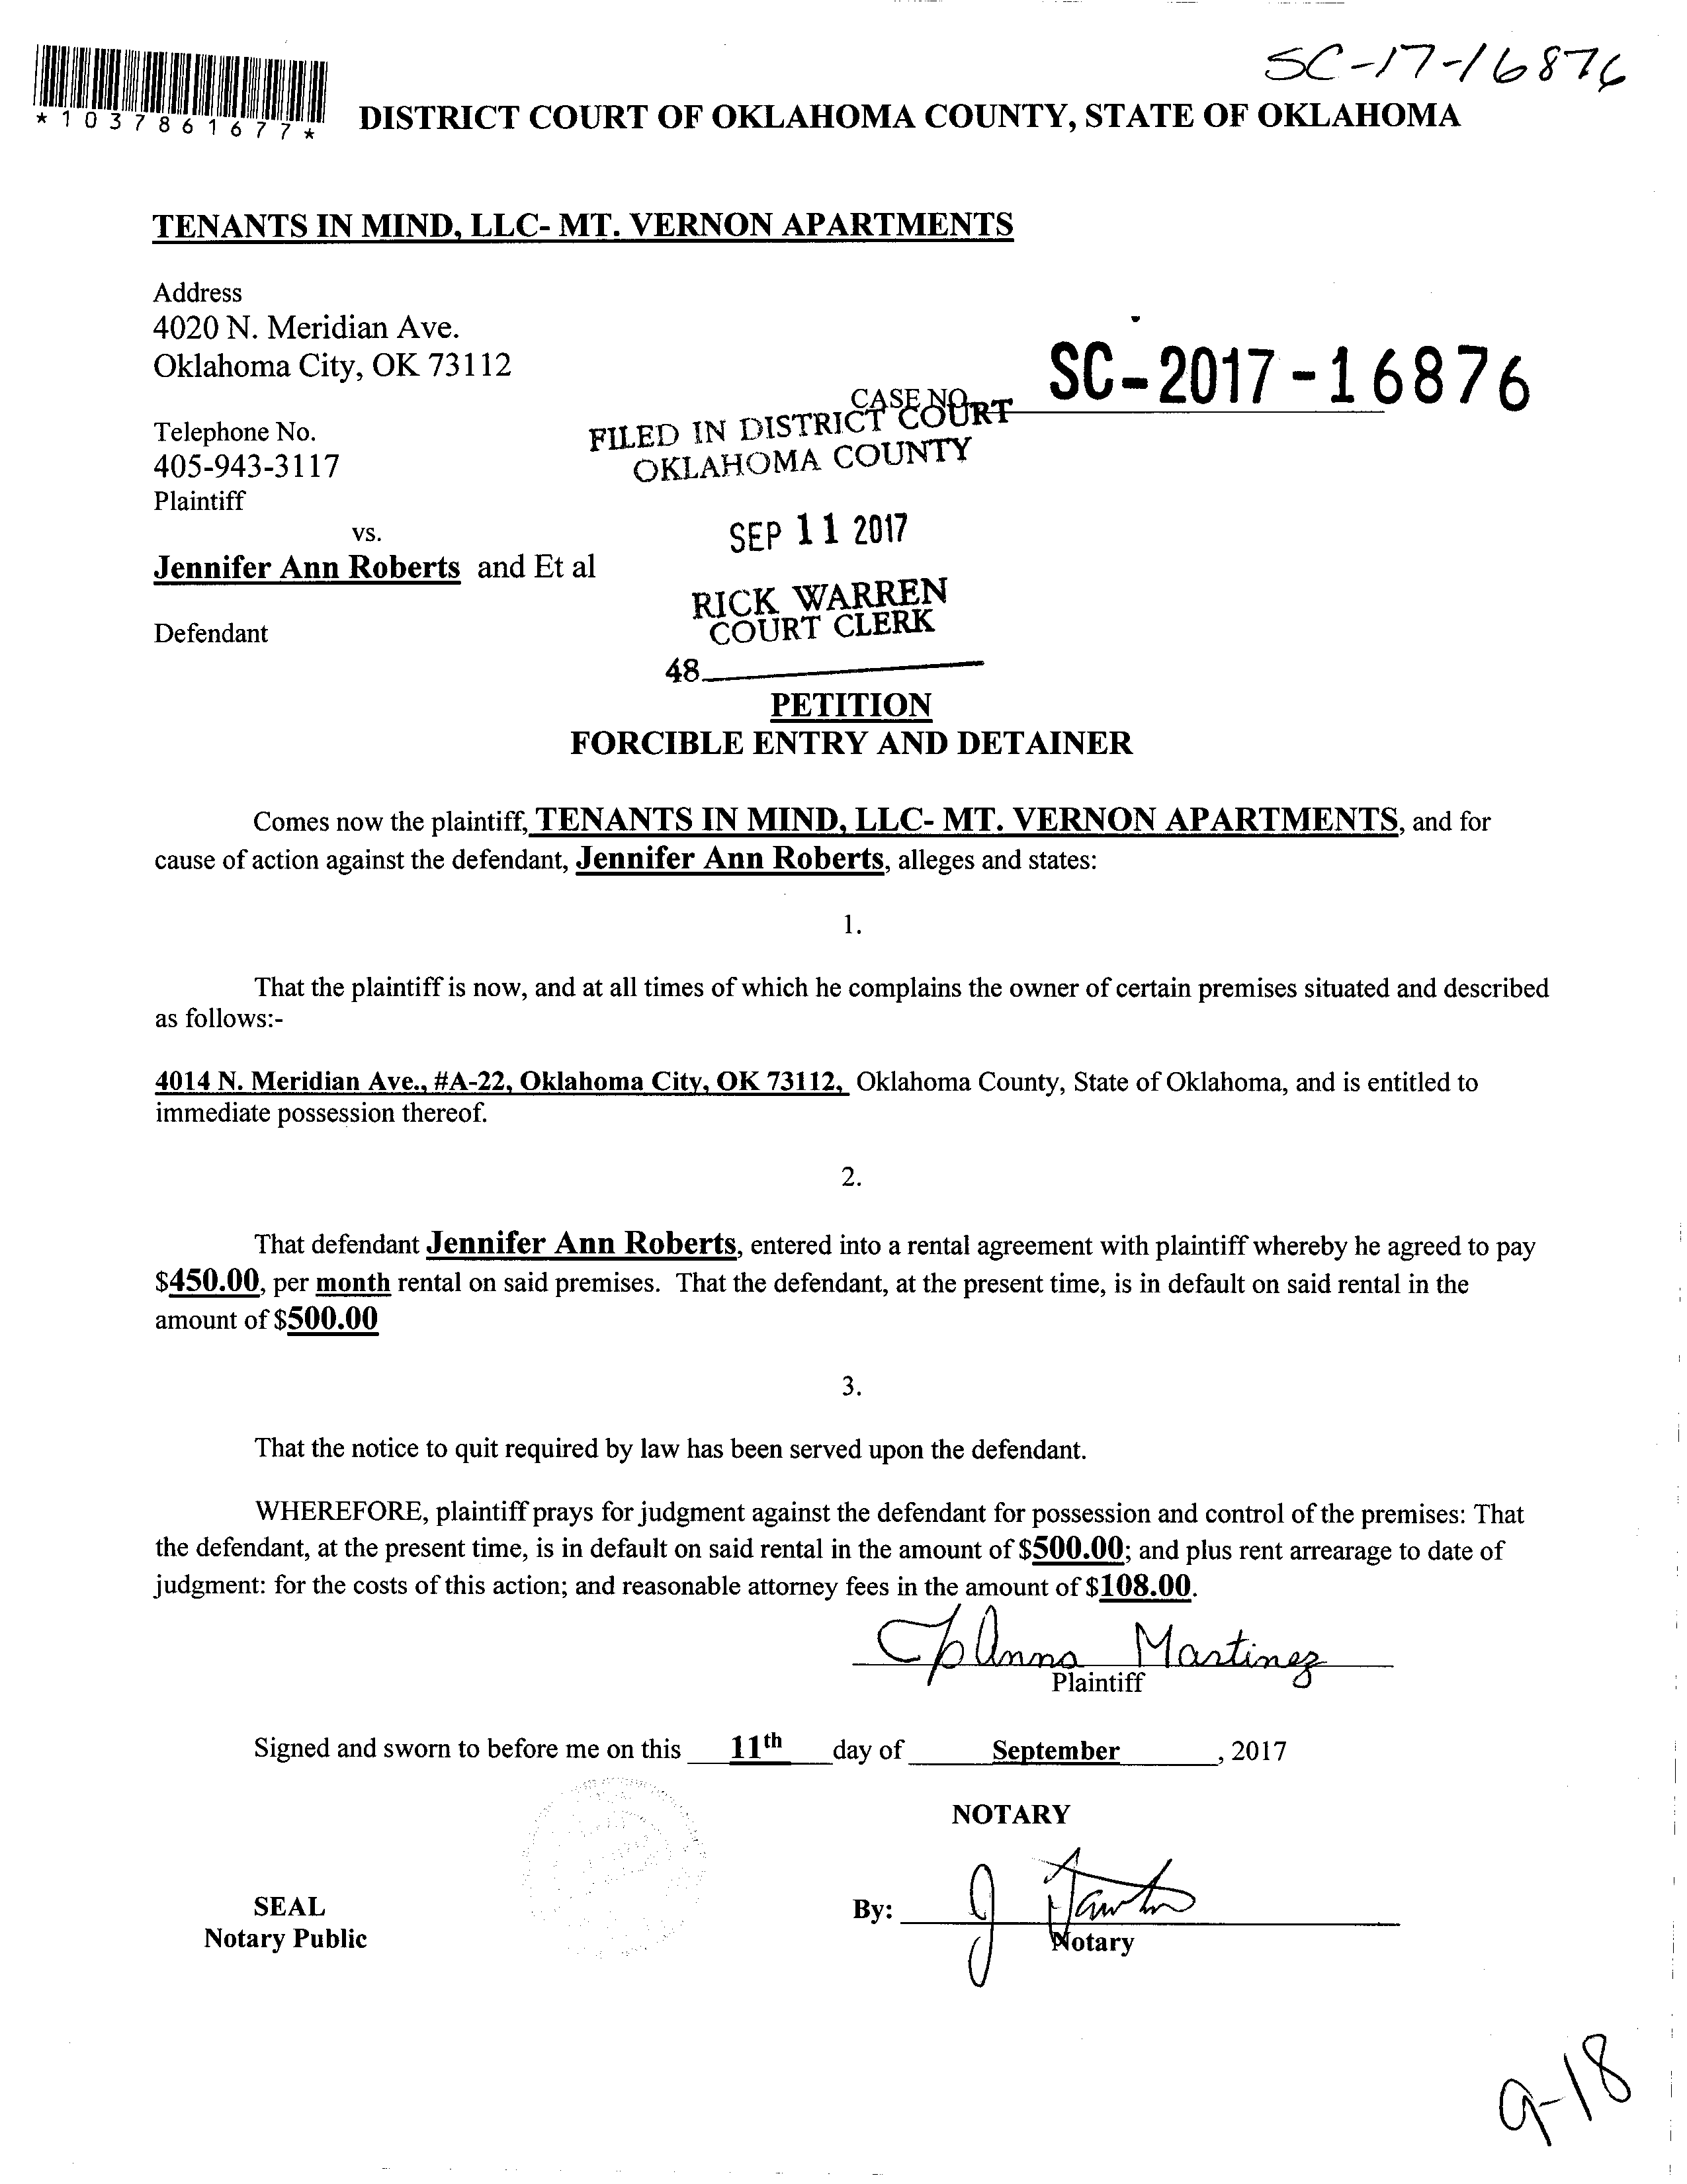 SC-17-16876
*1037861677*
DISTRICT COURT OF OKLAHOMA COUNTY, STATE OF OKLAHOMA
TENANTS IN MIND, LLC- MT. VERNON APARTMENTS
Address
4020 N. Meridian Ave.
Oklahoma City, OK 73112
CASE NO. SC-2017-16876
FILED IN DISTRICT COURT
OKLAHOMA COUNTY
Telephone No.
405-943-3117
Plaintiff
SEP 11 2017
vs.
Jennifer Ann Roberts and Et al
RICK WARREN
COURT CLERK
Defendant
48
PETITION
FORCIBLE ENTRY AND DETAINER
Comes now the plaintiff, TENANTS IN MIND, LLC- MT. VERNON APARTMENTS, and for
cause of action against the defendant, Jennifer Ann Roberts, alleges and states:
1.
That the plaintiff is now, and at all times of which he complains the owner of certain premises situated and described
as follows:-
4014 N. Meridian Ave., #A-22, Oklahoma City, OK 73112, Oklahoma County, State of Oklahoma, and is entitled to
immediate possession thereof.
2.
That defendant Jennifer Ann Roberts, entered into a rental agreement with plaintiff whereby he agreed to pay
$450.00, per month rental on said premises. That the defendant, at the present time, is in default on said rental in the
amount of $500.00
3.
That the notice to quit required by law has been served upon the defendant.
WHEREFORE, plaintiff prays for judgment against the defendant for possession and control of the premises: That
the defendant, at the present time, is in default on said rental in the amount of $500.00; and plus rent arrearage to date of
judgment: for the costs of this action; and reasonable attorney fees in the amount of $108.00.
Anna Martinez
Plaintiff
Signed and sworn to before me on this 11th day of September, 2017
NOTARY
SEAL
By: J
Notary Public
Notary
9-18